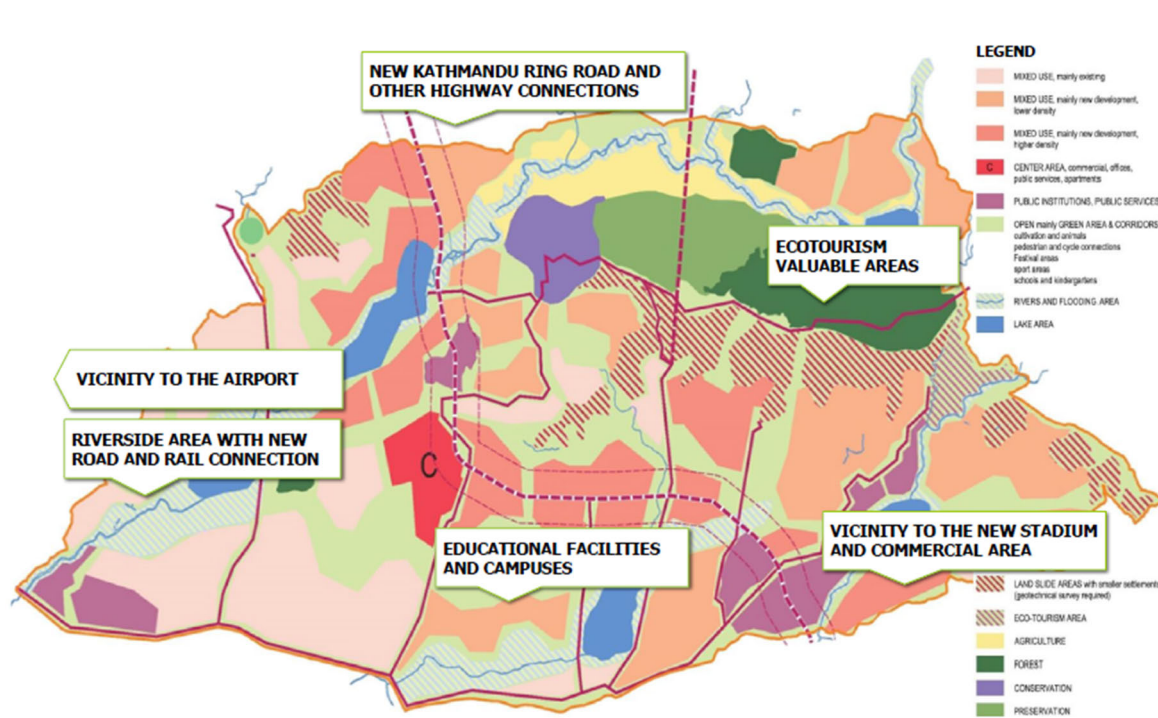 NEW KATHMANDU RING ROAD AND
OTHER HIGHWAY CONNECTIONS
ECOTOURISM
VALUABLE AREAS
VICINITY TO THE AIRPORT
RIVERSIDE AREA WITH NEW
ROAD AND RAIL CONNECTION
C
EDUCATIONAL FACILITIES
AND CAMPUSES
VICINITY TO THE NEW STADIUM
AND COMMERCIAL AREA
LEGEND
MIXED USE, mainly existing
MIXED USE, mainly new development,
lower density
MIXED USE, mainly new development,
higher density
C
CENTER AREA, commercial, offices,
public services, apartments
PUBLIC INSTITUTIONS, PUBLIC SERVICES
OPEN mainly GREEN AREA & CORRIDORS
cultivation and animals
pedestrian and cycle connections
Festival areas
sport areas
schools and kindergartens
RIVERS AND FLOODING AREA
LAKE AREA
LAND SLIDE AREAS with smaller settlements
(geotechnical survey required)
ECO-TOURISM AREA
AGRICULTURE
FOREST
CONSERVATION
PRESERVATION